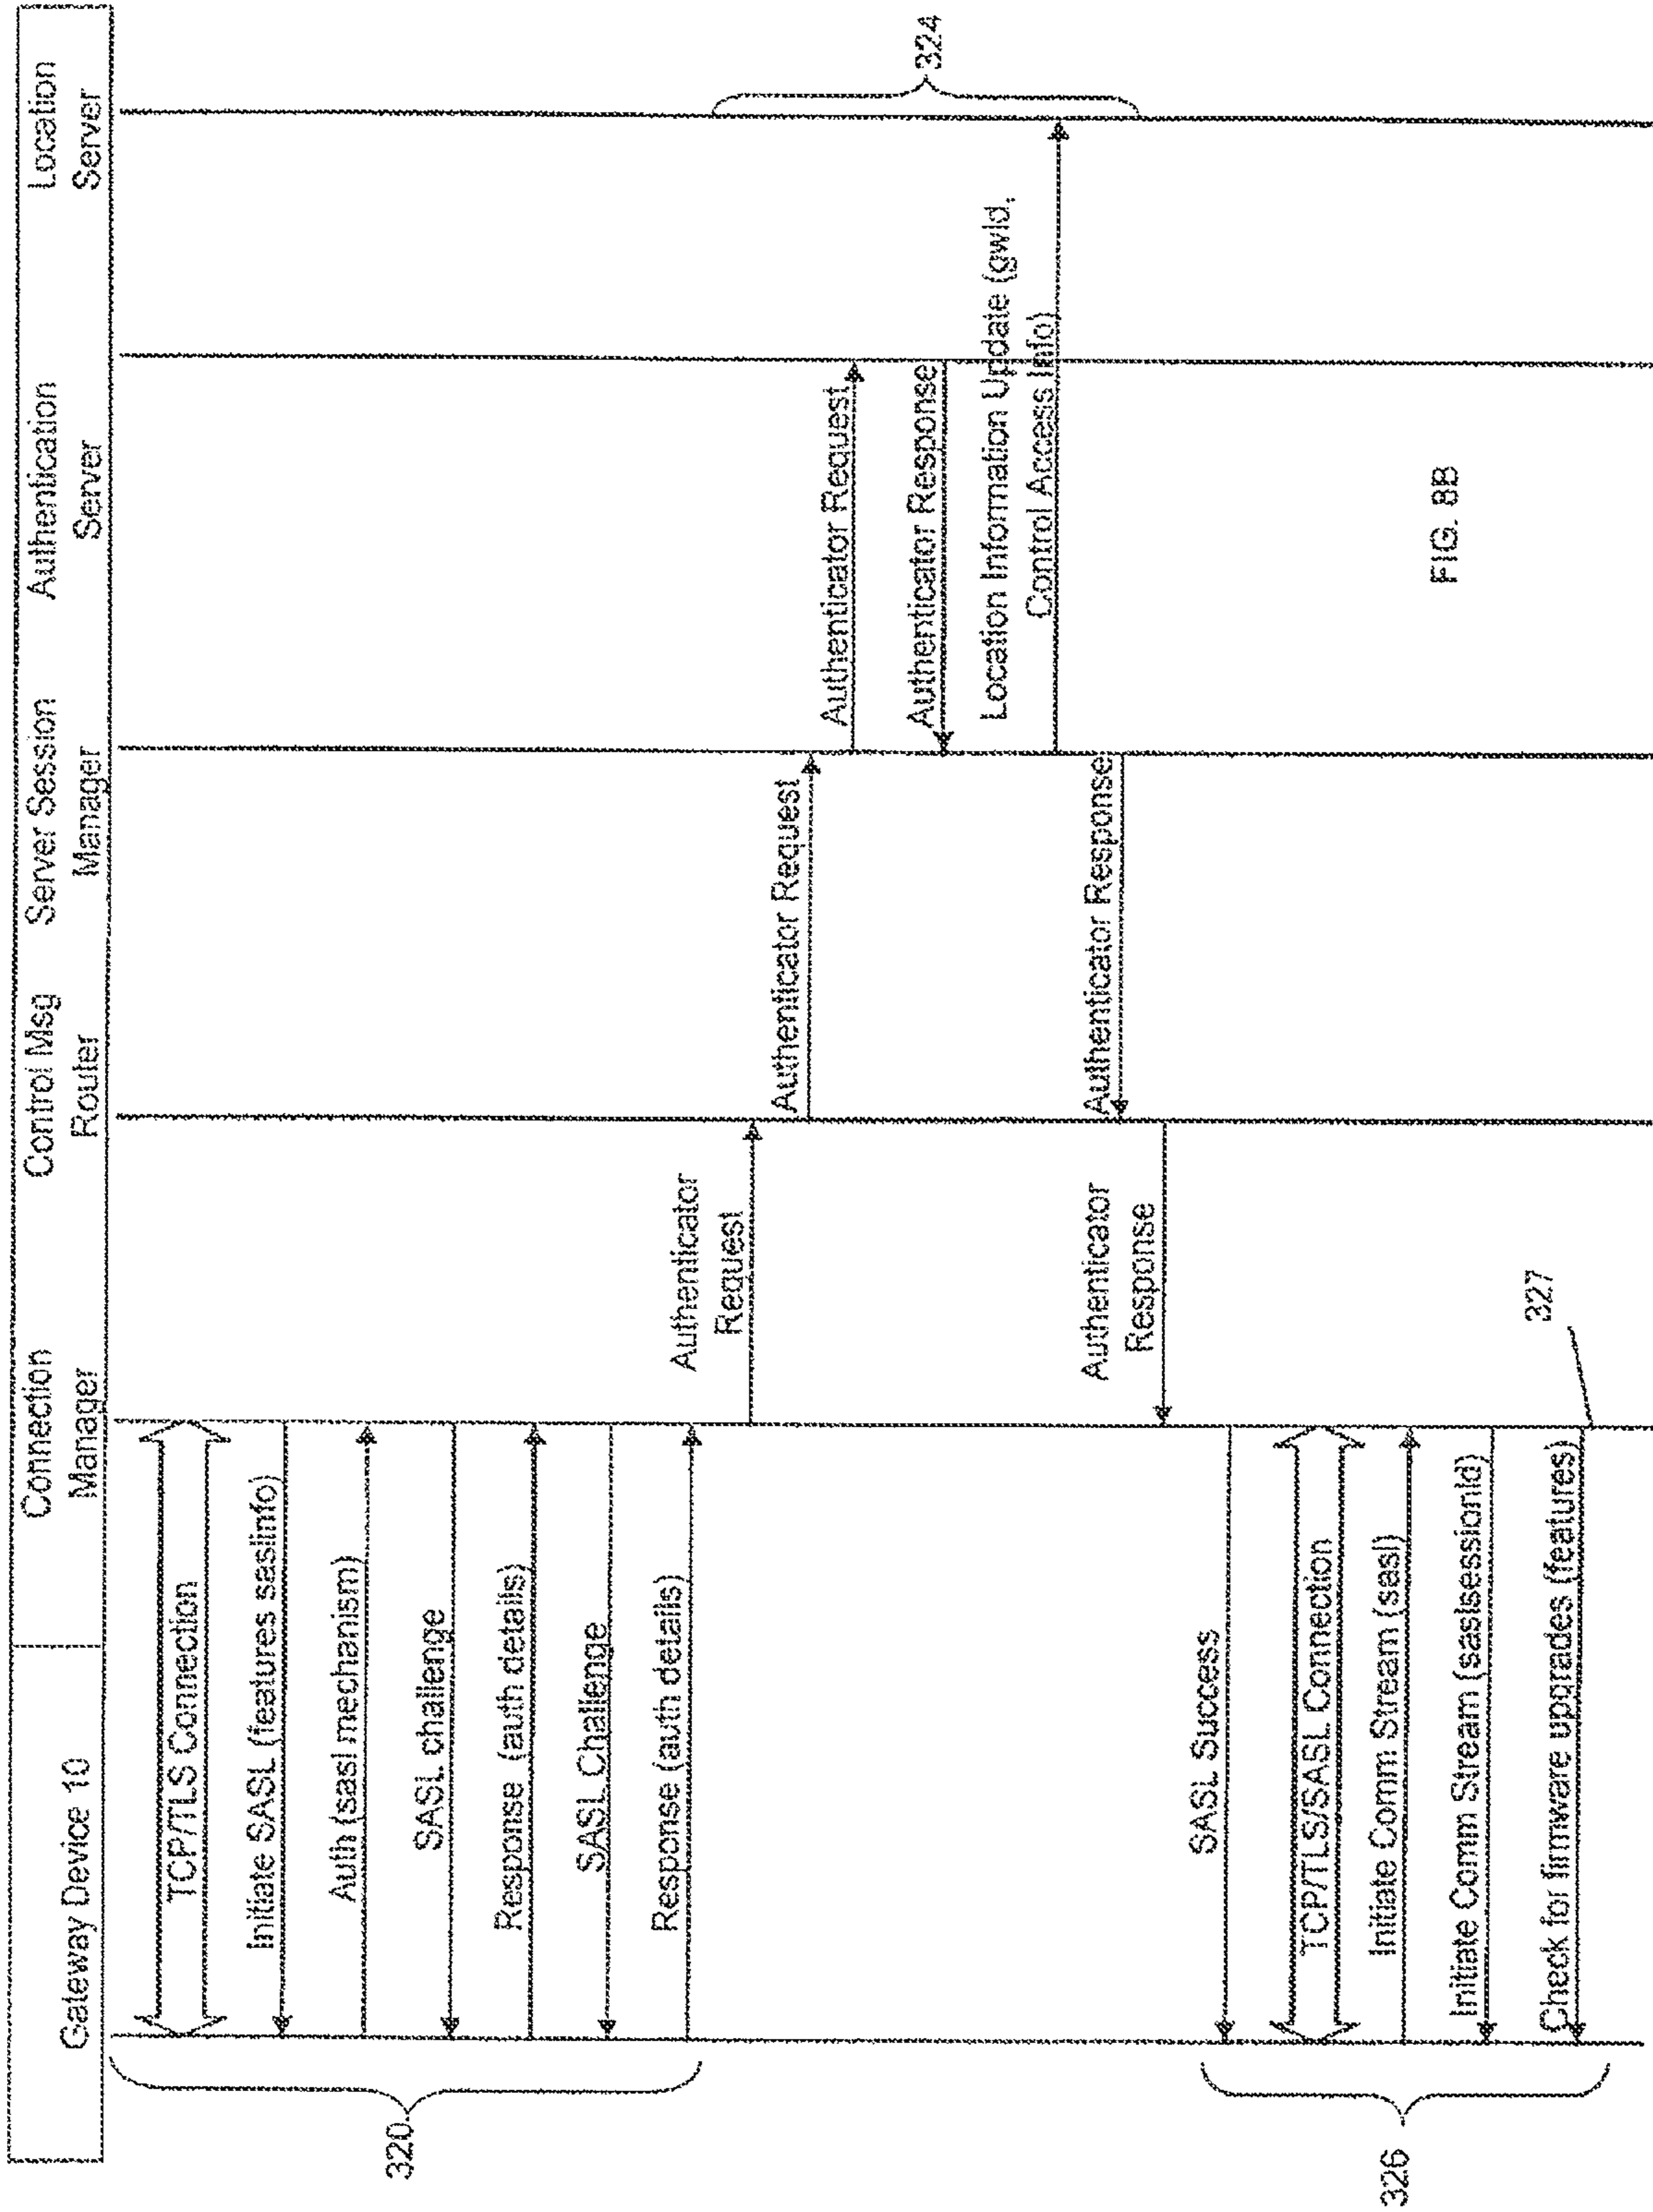 Gateway Device 10
Connection
Manager
Control Msg
Router
Server Session
Manager
Authentication
Server
Location
Server
320
TCP/TLS Connection
Initiate SASL (features saslinfo)
Auth (sasl mechanism)
SASL challenge
Response (auth details)
SASL Challenge
Response (auth details)
Authenticator
Request
Authenticator Request
Authenticator Request
Authenticator Response
Location Information Update (gwId,
Control Access Info)
324
Authenticator Response
Authenticator
Response
326
SASL Success
TCP/TLS/SASL Connection
Initiate Comm Stream (sasl)
Initiate Comm Stream (saslsessionId)
Check for firmware upgrades (features)
327
FIG. 8B